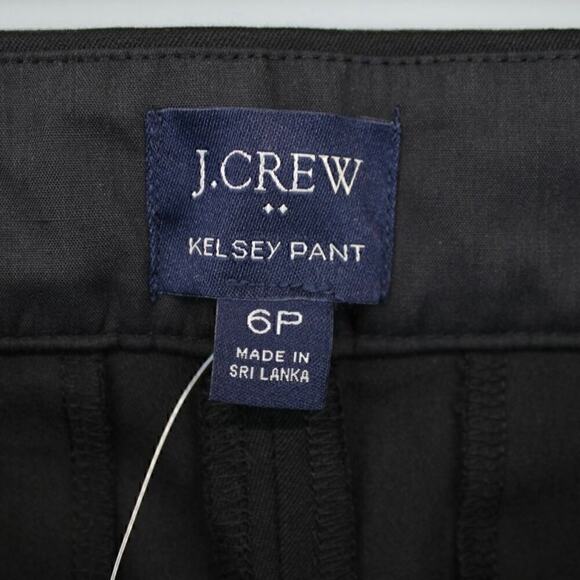 J.CREW
KELSEY PANT
6P
MADE IN
SRI LANKA